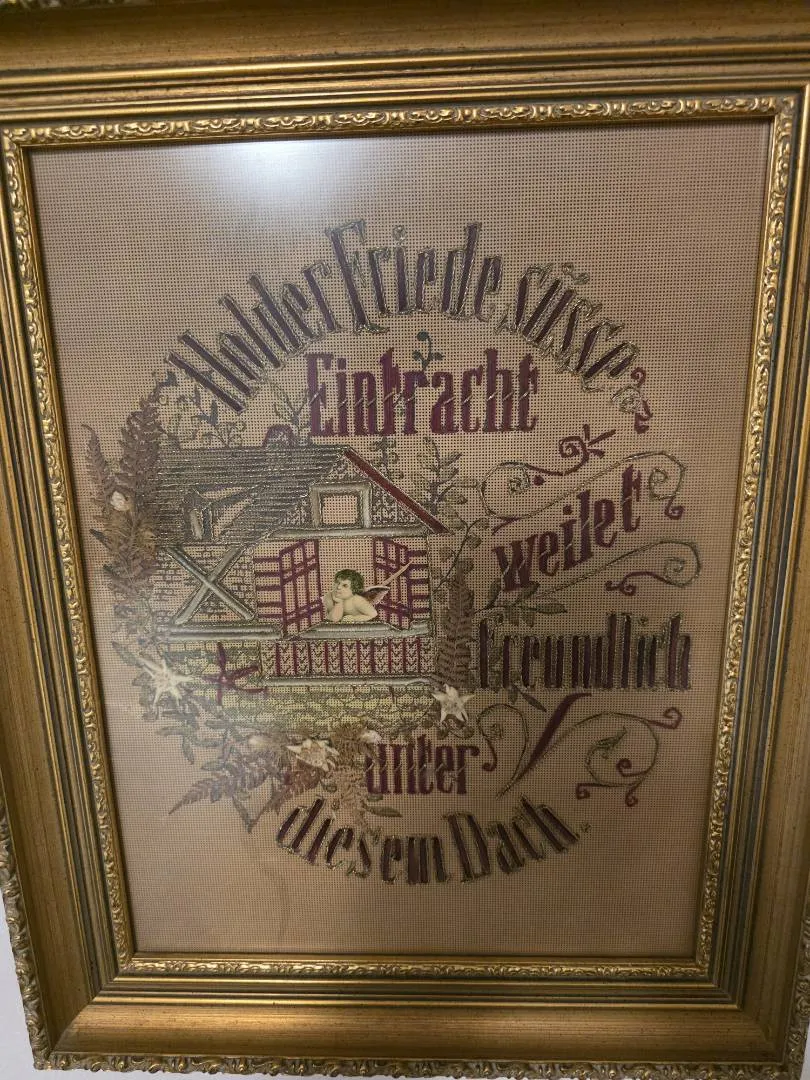 Holder Friede süsse
Eintracht
weilet
freundlich
unter
diesem Dach.